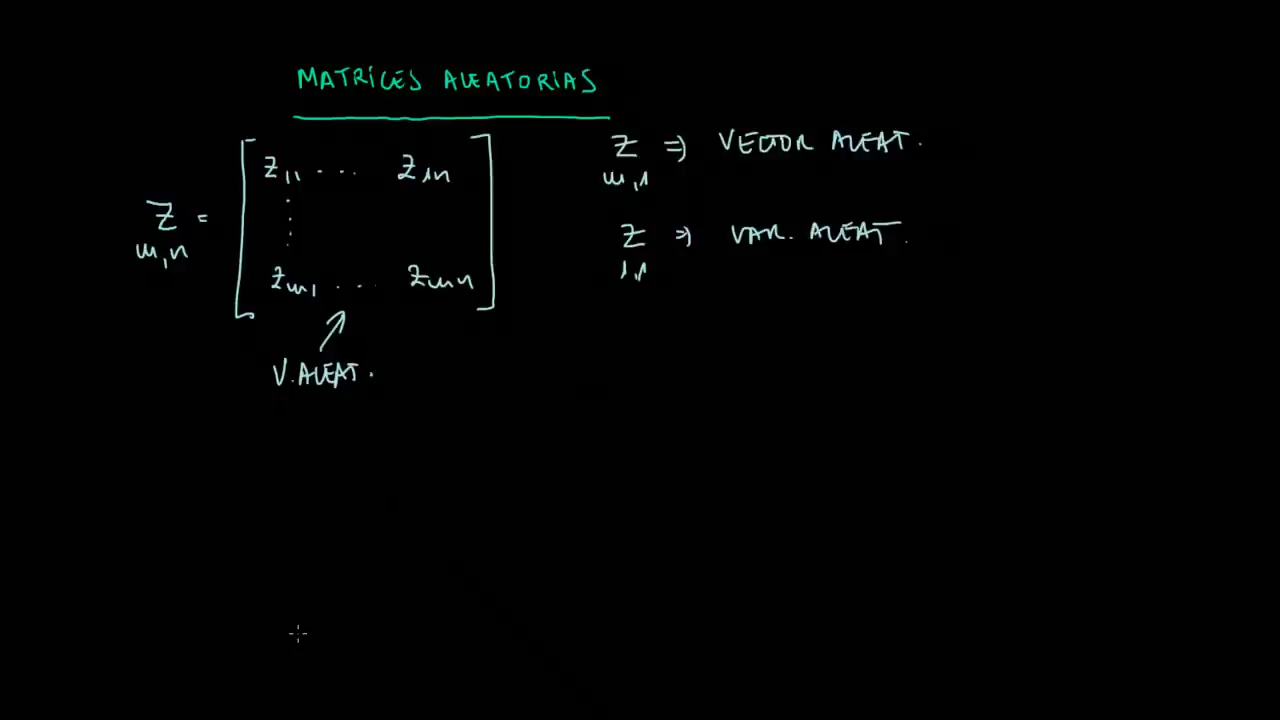 MATRICES ALEATORIAS
Z m,n = [ z11 ... z1n
⋮
zm1 ... zmn ]
V.ALEAT.
Z m,1 ⇒ VECTOR ALEAT.
Z 1,1 ⇒ VAR. ALEAT.